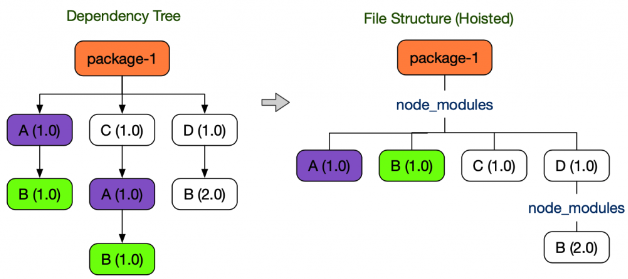 Dependency Tree
package-1
A (1.0)
C (1.0)
D (1.0)
B (1.0)
A (1.0)
B (2.0)
B (1.0)
File Structure (Hoisted)
package-1
node_modules
A (1.0)
B (1.0)
C (1.0)
D (1.0)
node_modules
B (2.0)